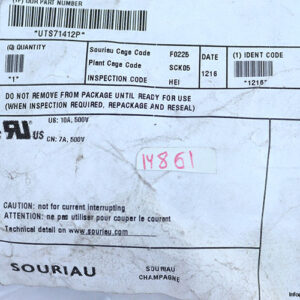 (P) OUR PART NUMBER
"UTS71412P"
(Q) QUANTITY
"1"
Souriau Cage Code F0225
Plant Cage Code SCK05
INSPECTION CODE HEI
DATE
1216
(1) IDENT CODE
"1216"
DO NOT REMOVE FROM PACKAGE UNTIL READY FOR USE
(WHEN INSPECTION REQUIRED, REPACKAGE AND RESEAL)
US
US: 10A, 500V
CN: 7A, 500V
14861
CAUTION: not for current interrupting
ATTENTION: ne pas utiliser pour couper le courant
Technical detail on www.souriau.com
SOURIAU
SOURIAU
CHAMPAGNE